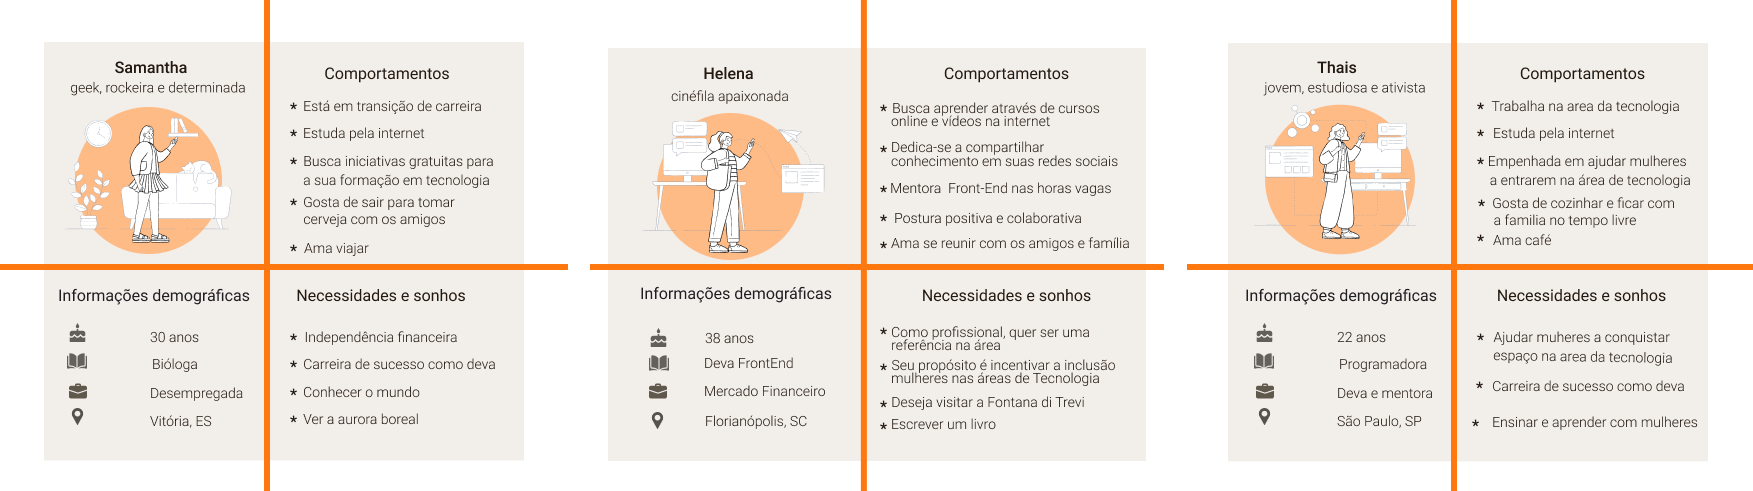 Samantha
geek, rockeira e determinada
Comportamentos
* Está em transição de carreira
* Estuda pela internet
* Busca iniciativas gratuitas para
a sua formação em tecnologia
* Gosta de sair para tomar
cerveja com os amigos
* Ama viajar
Informações demográficas
30 anos
Bióloga
Desempregada
Vitória, ES
Necessidades e sonhos
* Independência financeira
* Carreira de sucesso como deva
* Conhecer o mundo
* Ver a aurora boreal
Helena
cinéfila apaixonada
Comportamentos
* Busca aprender através de cursos
online e vídeos na internet
* Dedica-se a compartilhar
conhecimento em suas redes sociais
* Mentora Front-End nas horas vagas
* Postura positiva e colaborativa
* Ama se reunir com os amigos e família
Informações demográficas
38 anos
Deva FrontEnd
Mercado Financeiro
Florianópolis, SC
Necessidades e sonhos
* Como profissional, quer ser uma
referência na área
* Seu propósito é incentivar a inclusão
mulheres nas áreas de Tecnologia
* Deseja visitar a Fontana di Trevi
* Escrever um livro
Thais
jovem, estudiosa e ativista
Comportamentos
* Trabalha na area da tecnologia
* Estuda pela internet
* Empenhada em ajudar mulheres
a entrarem na área de tecnologia
* Gosta de cozinhar e ficar com
a familia no tempo livre
* Ama café
Informações demográficas
22 anos
Programadora
Deva e mentora
São Paulo, SP
Necessidades e sonhos
* Ajudar muheres a conquistar
espaço na area da tecnologia
* Carreira de sucesso como deva
* Ensinar e aprender com mulheres